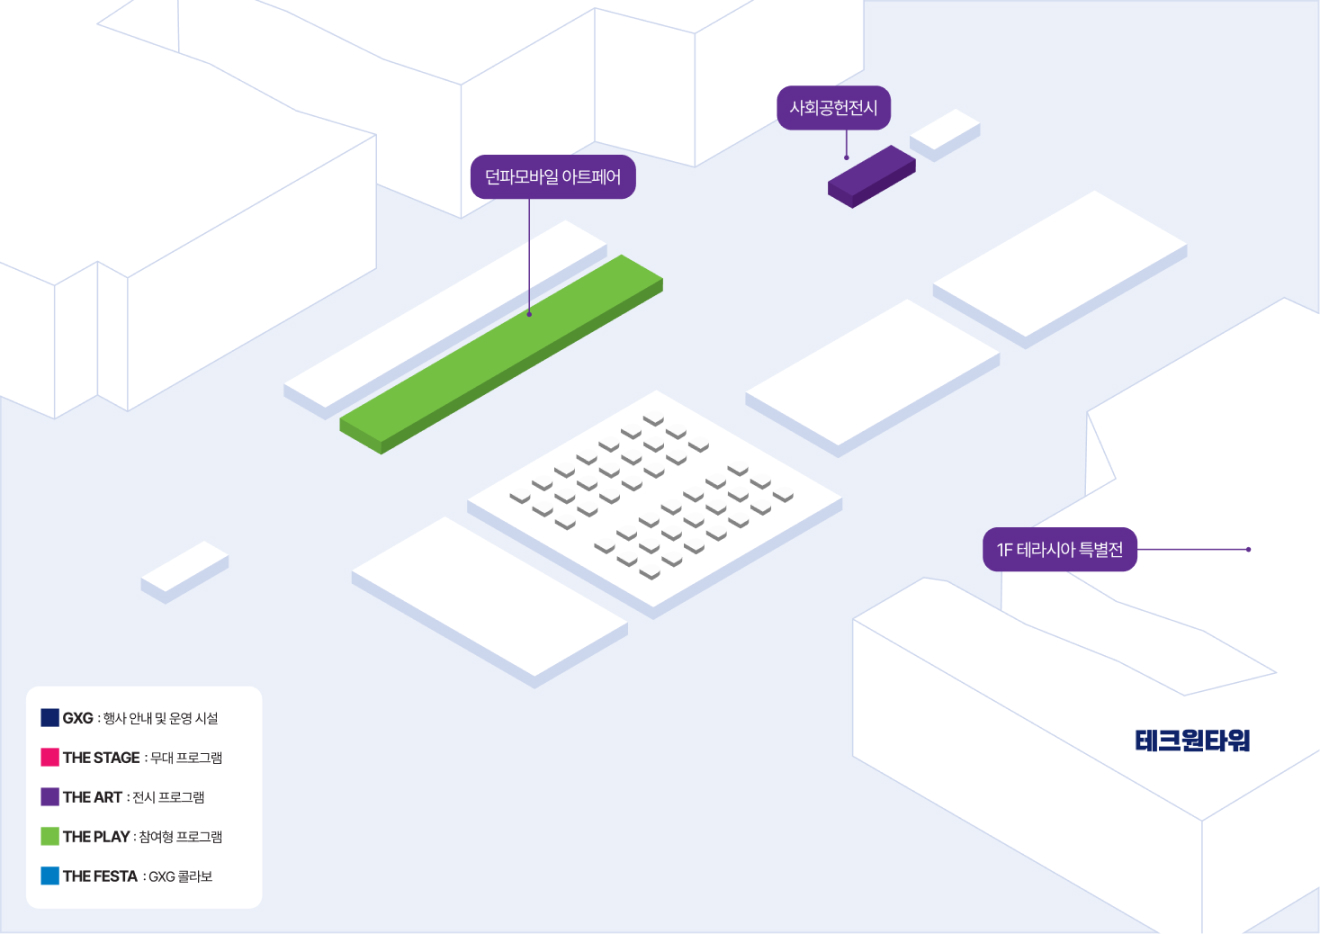 사회공헌전시
던파모바일 아트페어
1F 테라시아 특별전
테크원타워
GXG : 행사 안내 및 운영 시설
THE STAGE : 무대 프로그램
THE ART : 전시 프로그램
THE PLAY : 참여형 프로그램
THE FESTA : GXG 콜라보